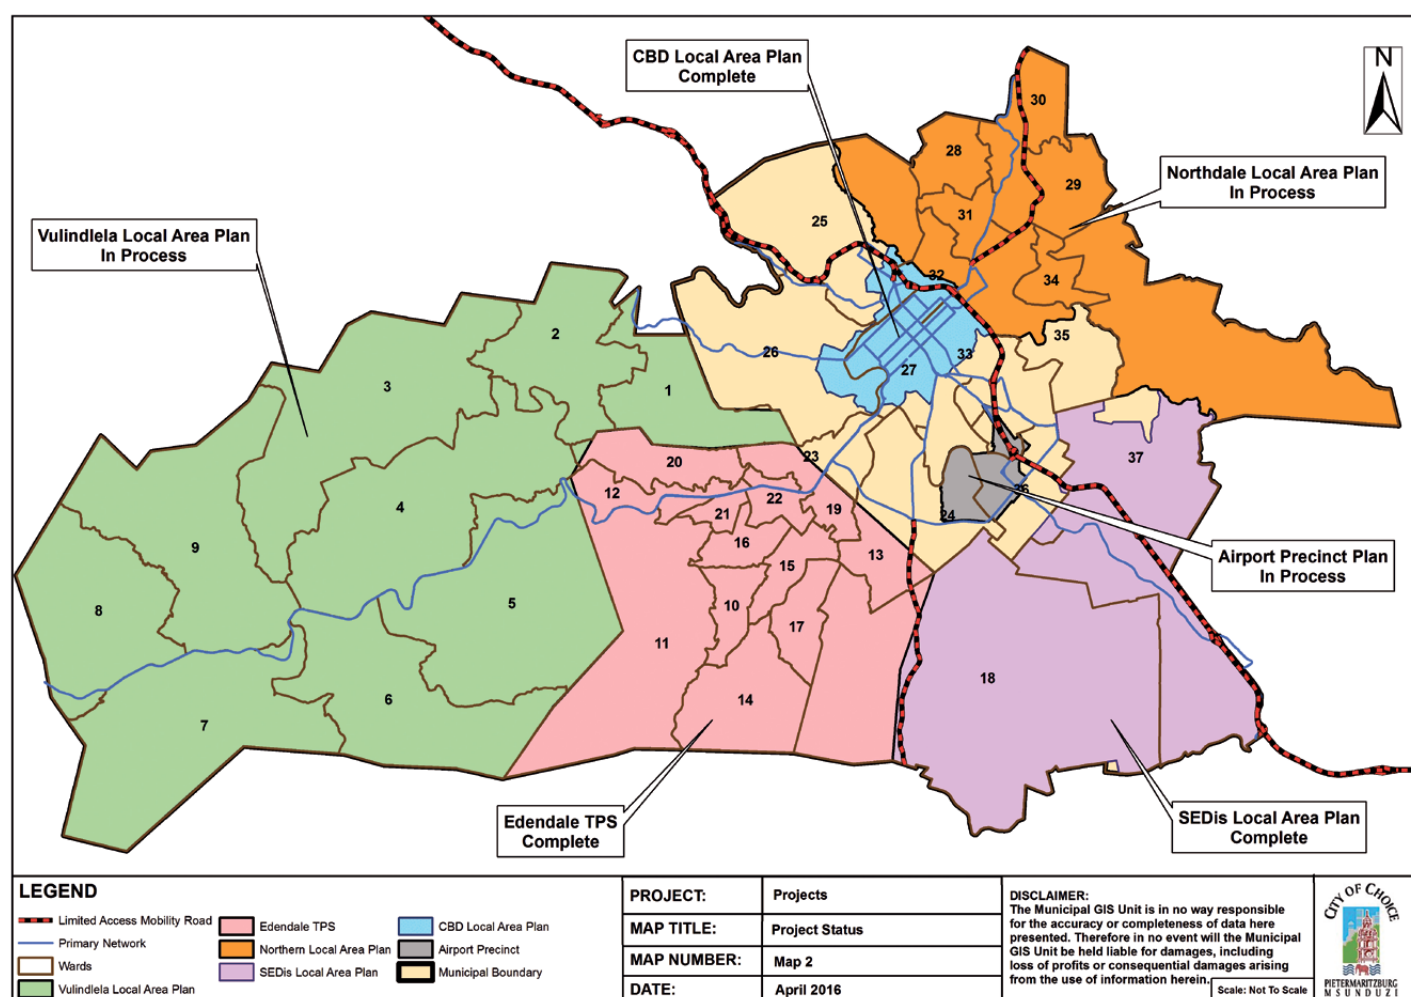 CBD Local Area Plan
Complete
N
30
28
29
Northdale Local Area Plan
In Process
25
31
Vulindlela Local Area Plan
In Process
32
34
2
35
26
33
27
3
1
23
37
20
12
22
4
21
19
24
36
16
13
9
15
Airport Precinct Plan
In Process
8
5
10
17
11
18
6
14
7
Edendale TPS
Complete
SEDis Local Area Plan
Complete
LEGEND
Limited Access Mobility Road
Primary Network
Wards
Vulindlela Local Area Plan
Edendale TPS
Northern Local Area Plan
SEDis Local Area Plan
CBD Local Area Plan
Airport Precinct
Municipal Boundary
PROJECT: Projects
MAP TITLE: Project Status
MAP NUMBER: Map 2
DATE: April 2016
DISCLAIMER:
The Municipal GIS Unit is in no way responsible
for the accuracy or completeness of data here
presented. Therefore in no event will the Municipal
GIS Unit be held liable for damages, including
loss of profits or consequential damages arising
from the use of information herein.
Scale: Not To Scale
CITY OF CHOICE
PIETERMARITZBURG
MSUNDUZI